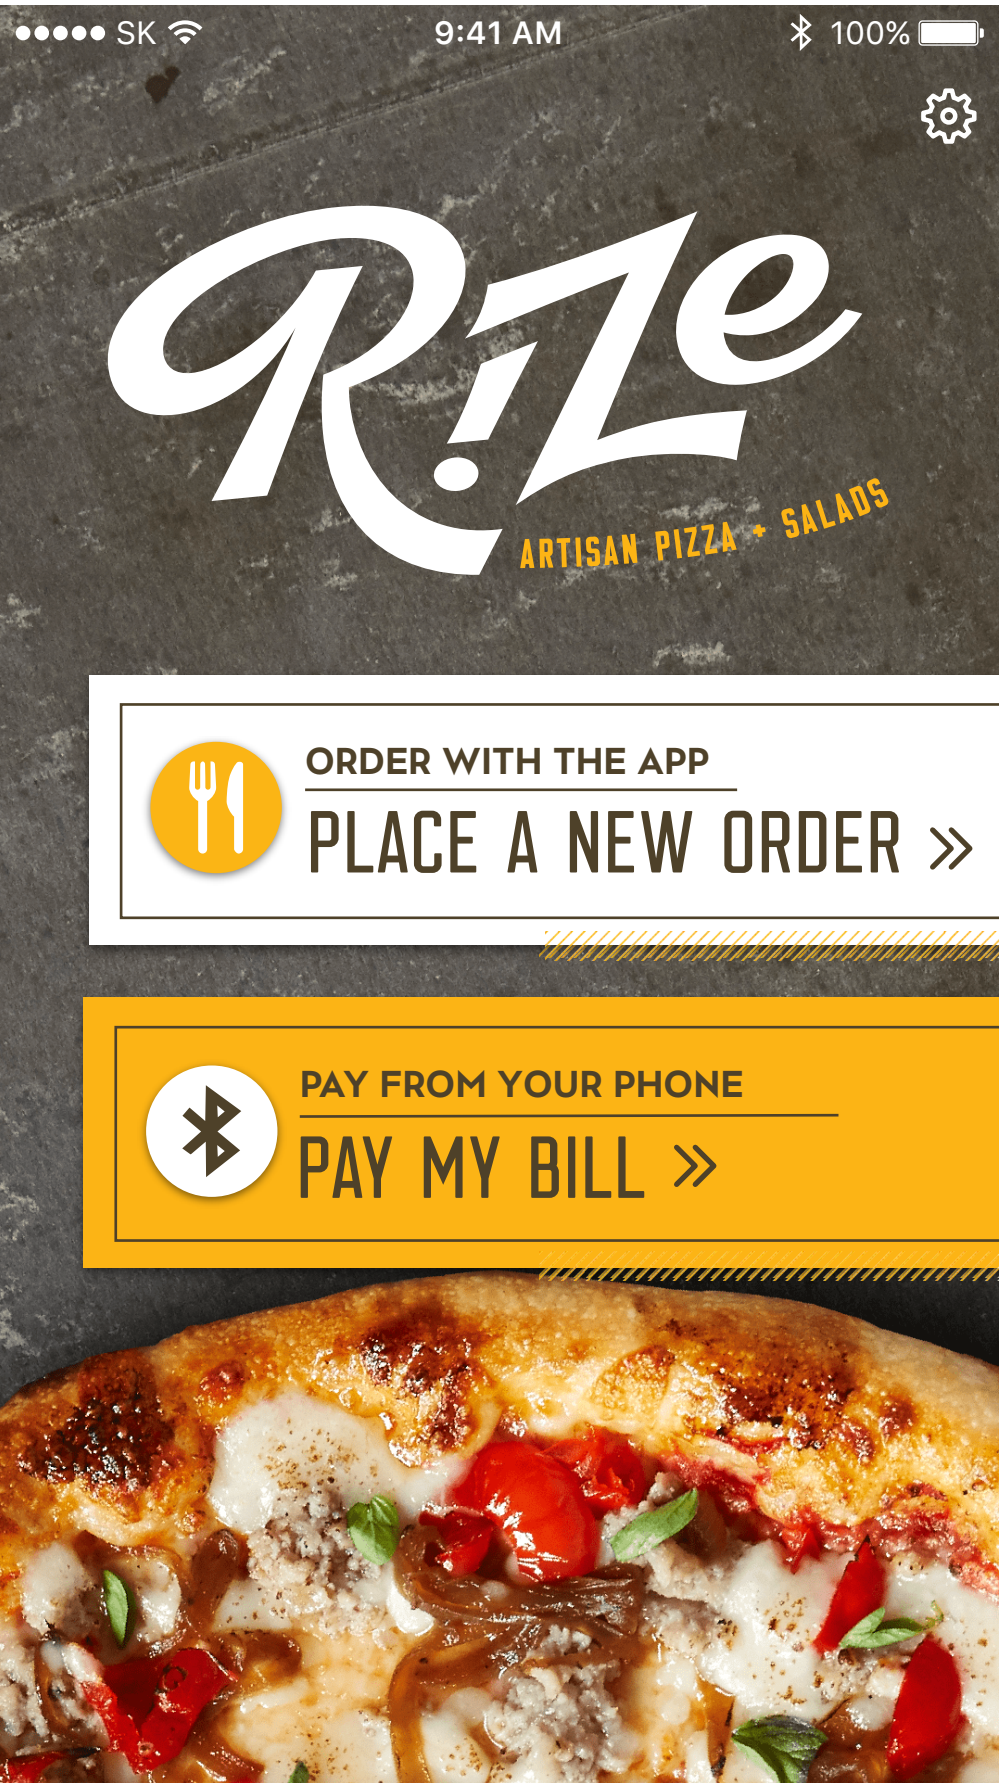 SK 9:41 AM 100%
Rize
ARTISAN PIZZA + SALADS
ORDER WITH THE APP
PLACE A NEW ORDER »
PAY FROM YOUR PHONE
PAY MY BILL »